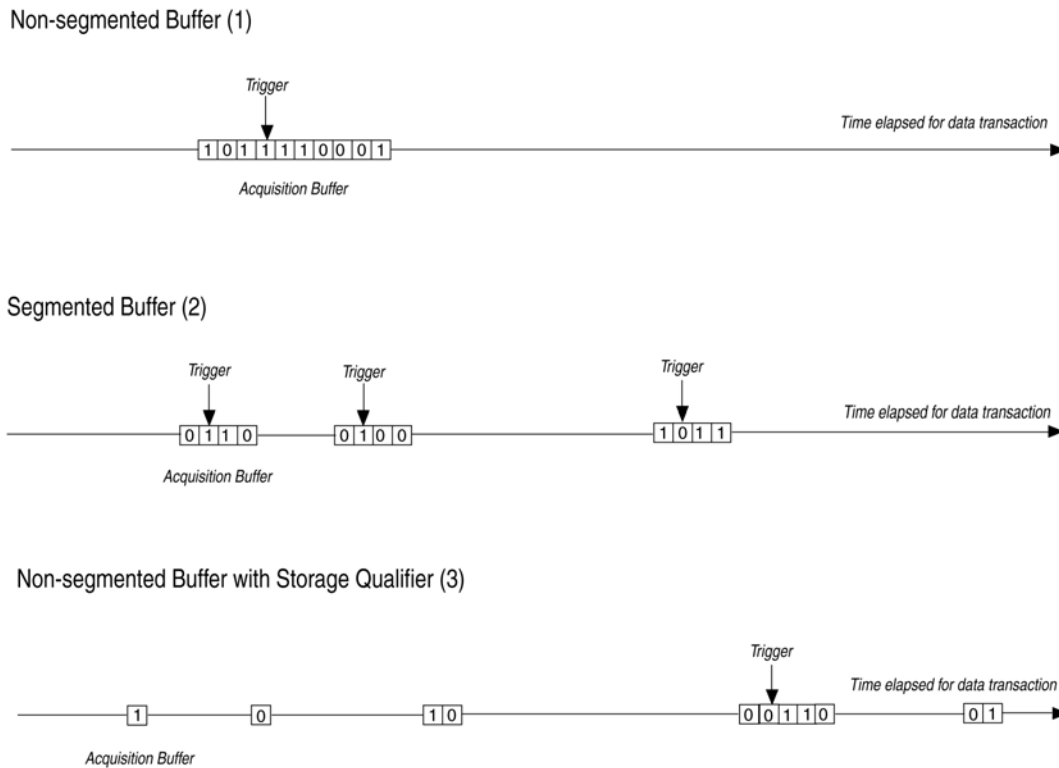 Non-segmented Buffer (1)
Trigger
Time elapsed for data transaction
1 0 1 1 1 1 1 0 0 0 1
Acquisition Buffer
Segmented Buffer (2)
Trigger Trigger Trigger
Time elapsed for data transaction
0 1 1 0 0 1 0 0 1 0 1 1
Acquisition Buffer
Non-segmented Buffer with Storage Qualifier (3)
Trigger
Time elapsed for data transaction
1 0 1 0 0 0 1 1 0 0 1
Acquisition Buffer